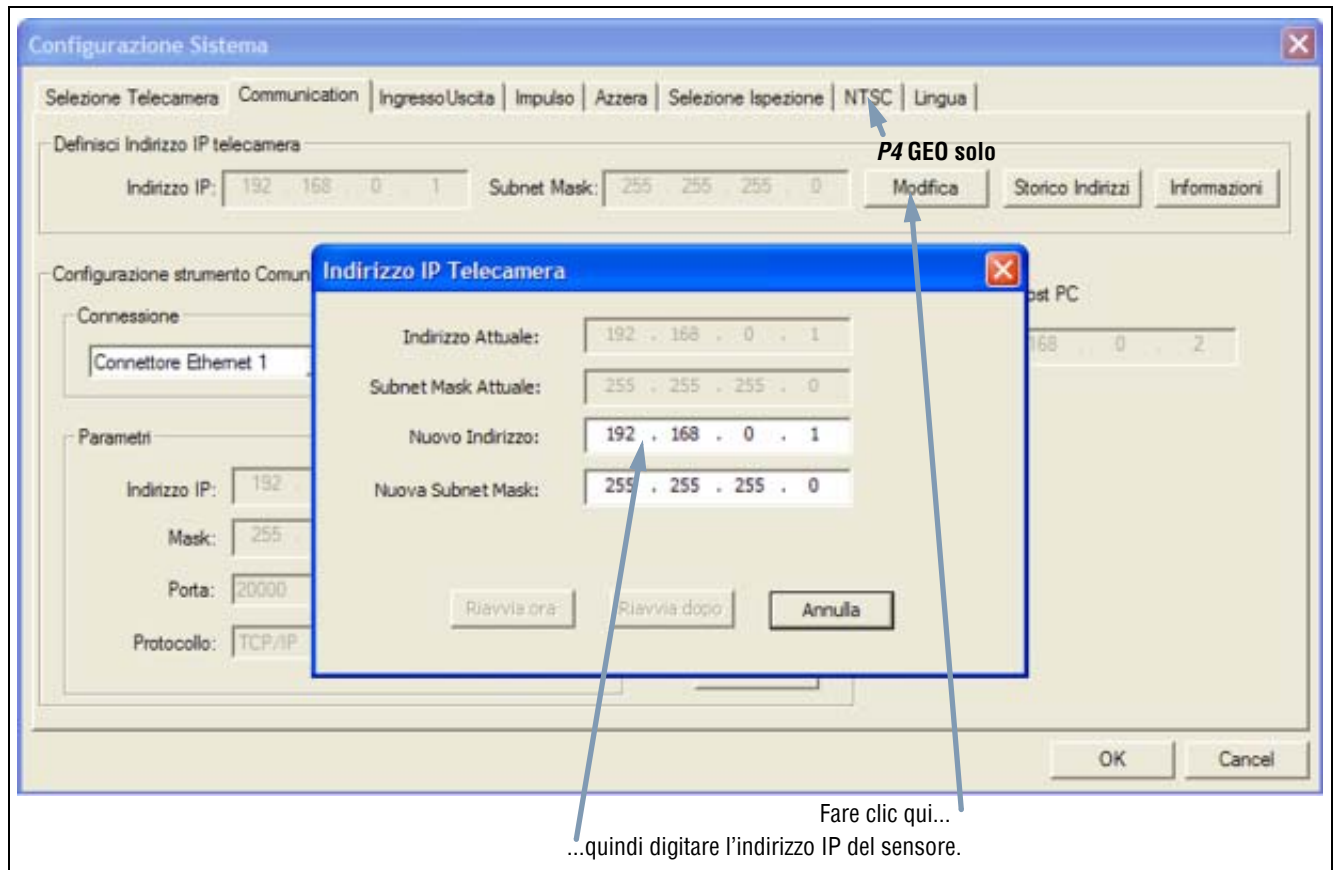 Configurazione Sistema
Selezione Telecamera Communication IngressoUscita Impulso Azzera Selezione Ispezione NTSC Lingua
Definisci Indirizzo IP telecamera
P4 GEO solo
Indirizzo IP: 192 . 168 . 0 . 1 Subnet Mask: 255 . 255 . 255 . 0 Modifica Storico Indirizzi Informazioni
Configurazione strumento Comun
Indirizzo IP Telecamera
ost PC
Connessione
Connettore Ethernet 1
168 . 0 . 2
Indirizzo Attuale: 192 . 168 . 0 . 1
Subnet Mask Attuale: 255 . 255 . 255 . 0
Parametri
Nuovo Indirizzo: 192 . 168 . 0 . 1
Indirizzo IP: 192 .
Nuova Subnet Mask: 255 . 255 . 255 . 0
Mask: 255 .
Porta: 20000
Riavvia ora Riavvia dopo Annulla
Protocollo: TCP/IP
OK Cancel
Fare clic qui...
...quindi digitare l'indirizzo IP del sensore.